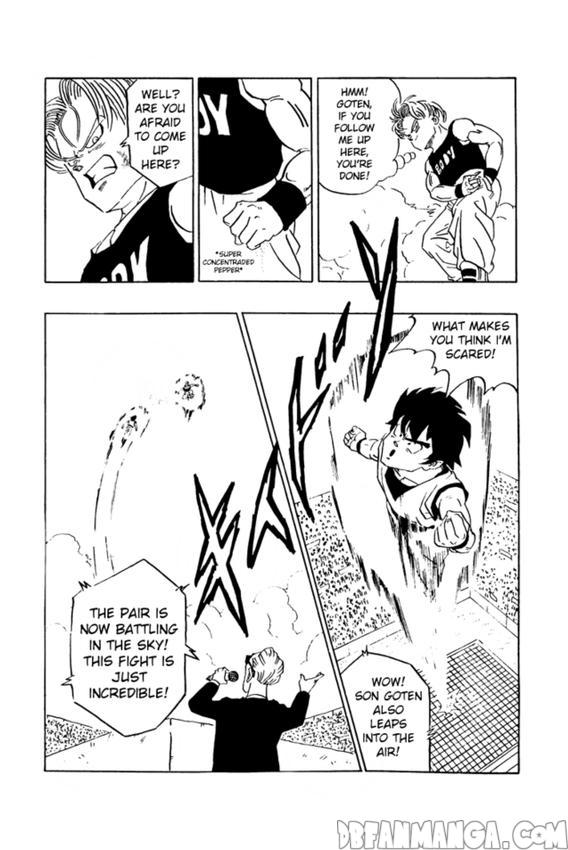 HMM!
GOTEN,
IF YOU
FOLLOW
ME UP
HERE,
YOU'RE
DONE!
*SUPER
CONCENTRADED
PEPPER*
WELL?
ARE YOU
AFRAID
TO COME
UP
HERE?
WHAT MAKES
YOU THINK I'M
SCARED!
WOW!
SON GOTEN
ALSO
LEAPS
INTO THE
AIR!
THE PAIR IS
NOW BATTLING
IN THE SKY!
THIS FIGHT IS
JUST
INCREDIBLE!
DBFANMANGA.COM